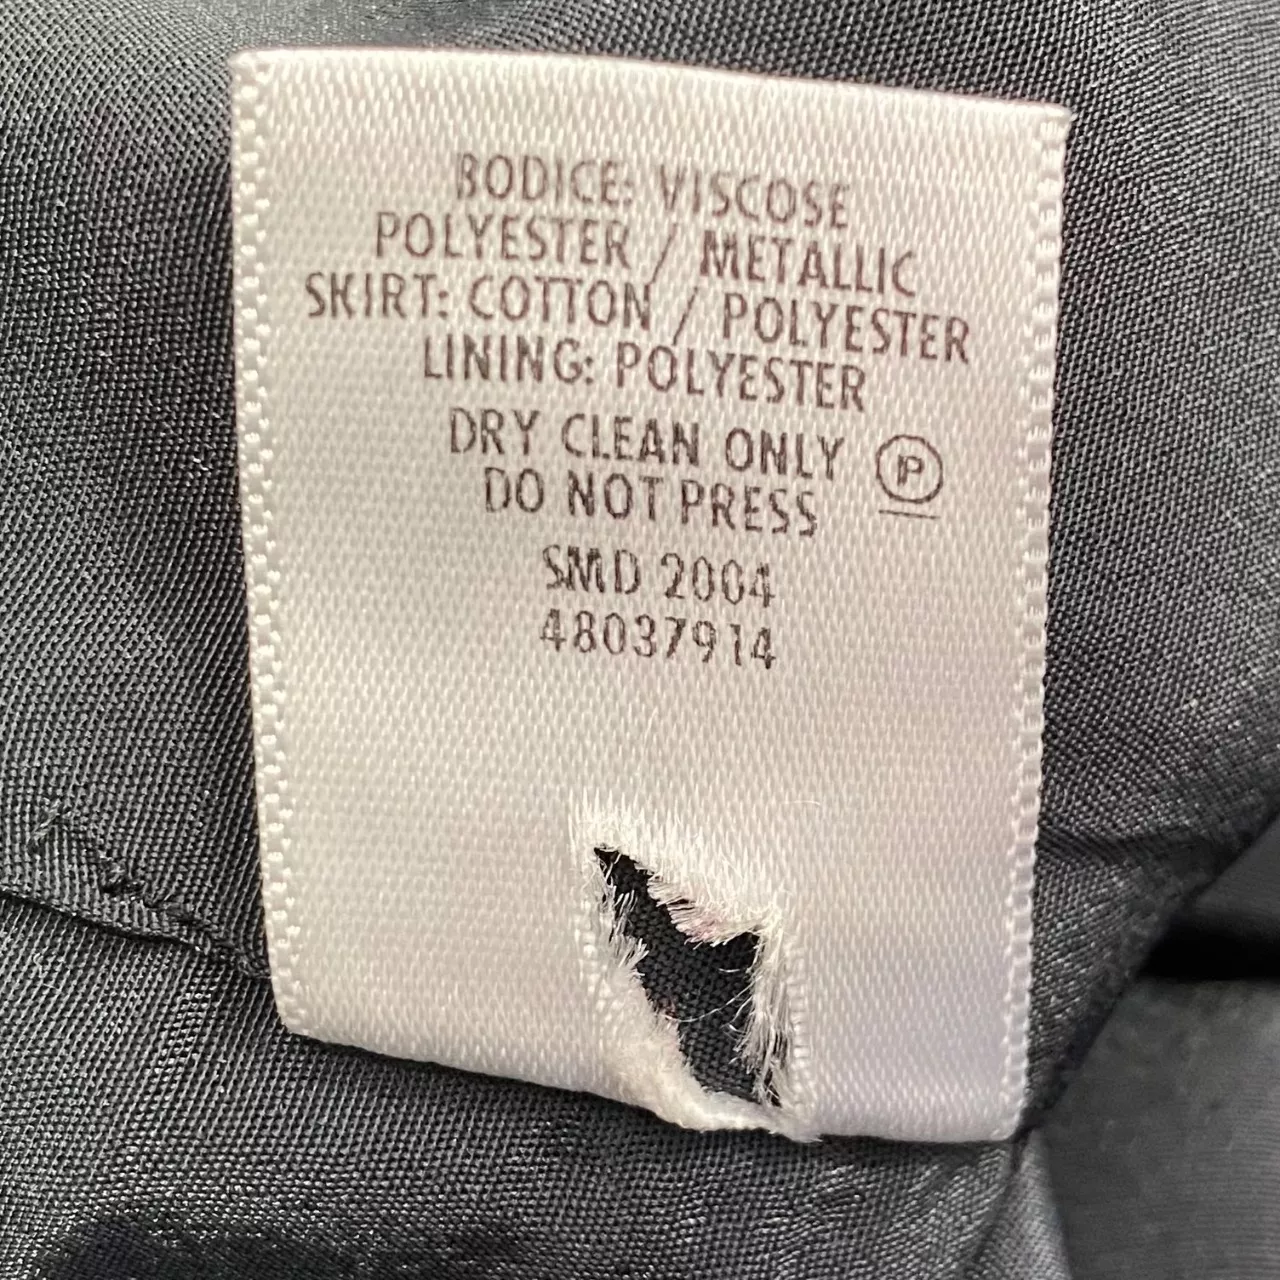 BODICE: VISCOSE
POLYESTER / METALLIC
SKIRT: COTTON / POLYESTER
LINING: POLYESTER
DRY CLEAN ONLY P
DO NOT PRESS
SMD 2004
48037914